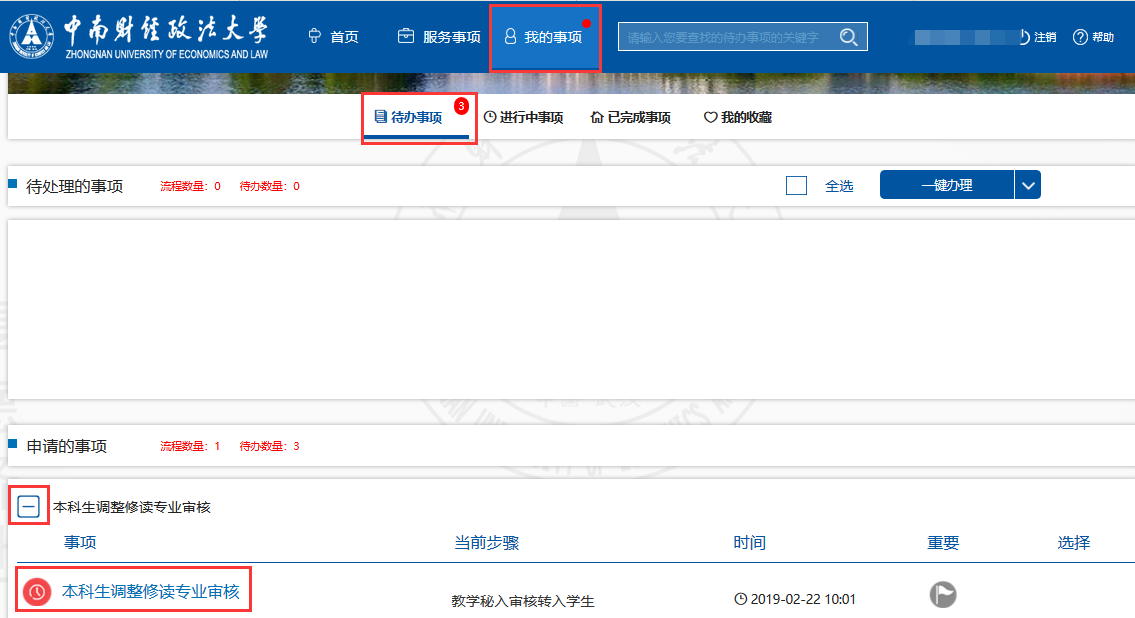 中南财经政法大学
ZHONGNAN UNIVERSITY OF ECONOMICS AND LAW
首页
服务事项
我的事项
请输入您要查找的待办事项的关键字
注销
帮助
待办事项
3
进行中事项
已完成事项
我的收藏
待处理的事项
流程数量：0
待办数量：0
全选
一键办理
申请的事项
流程数量：1
待办数量：3
本科生调整修读专业审核
事项
当前步骤
时间
重要
选择
本科生调整修读专业审核
教学秘入审核转入学生
2019-02-22 10:01